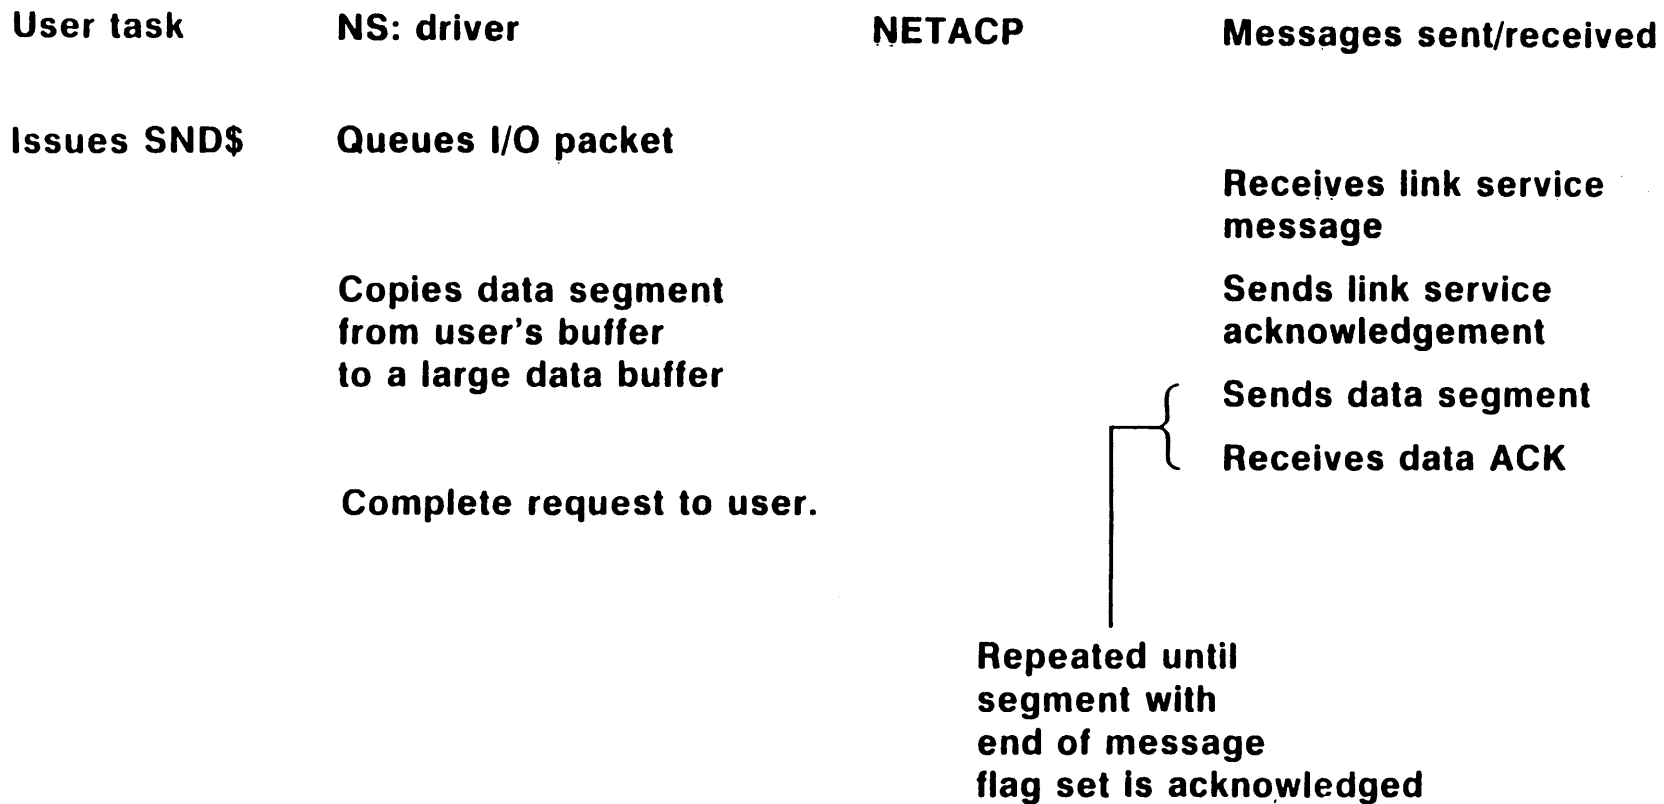 User task NS: driver NETACP Messages sent/received
Issues SND$ Queues I/O packet
Receives link service
message
Copies data segment
from user's buffer
to a large data buffer
Sends link service
acknowledgement
Sends data segment
Receives data ACK
Complete request to user.
Repeated until
segment with
end of message
flag set is acknowledged